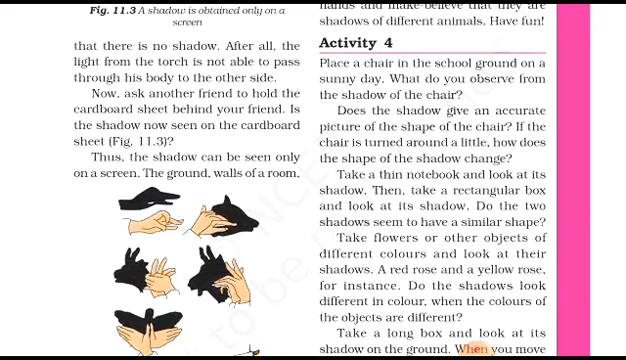 Fig. 11.3 A shadow is obtained only on a
screen
that there is no shadow. After all, the
light from the torch is not able to pass
through his body to the other side.
Now, ask another friend to hold the
cardboard sheet behind your friend. Is
the shadow now seen on the cardboard
sheet (Fig. 11.3)?
Thus, the shadow can be seen only
on a screen. The ground, walls of a room,
hands and make-believe that they are
shadows of different animals. Have fun!
Activity 4
Place a chair in the school ground on a
sunny day. What do you observe from
the shadow of the chair?
Does the shadow give an accurate
picture of the shape of the chair? If the
chair is turned around a little, how does
the shape of the shadow change?
Take a thin notebook and look at its
shadow. Then, take a rectangular box
and look at its shadow. Do the two
shadows seem to have a similar shape?
Take flowers or other objects of
different colours and look at their
shadows. A red rose and a yellow rose,
for instance. Do the shadows look
different in colour, when the colours of
the objects are different?
Take a long box and look at its
shadow on the ground. When you move
to be